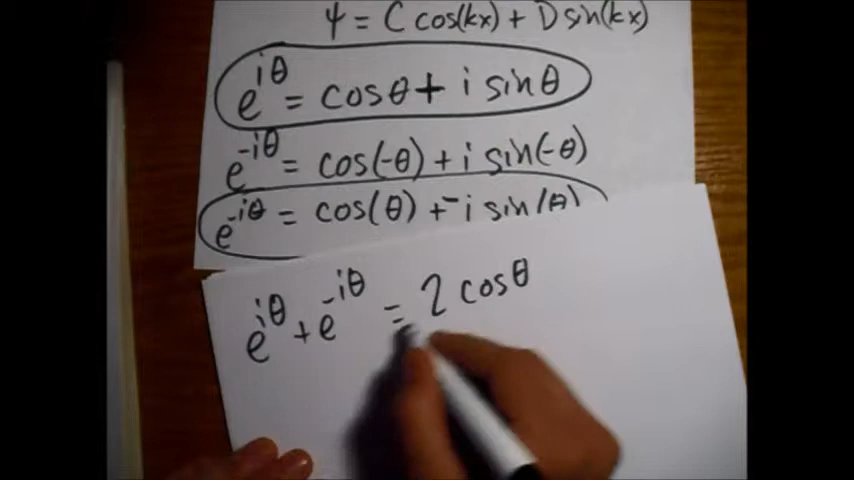 ψ = C cos(kx) + D sin(kx)
e^{iθ} = cosθ + i sinθ
e^{-iθ} = cos(-θ) + i sin(-θ)
e^{-iθ} = cos(θ) + - i sin(θ)
e^{iθ} + e^{-iθ} = 2 cosθ